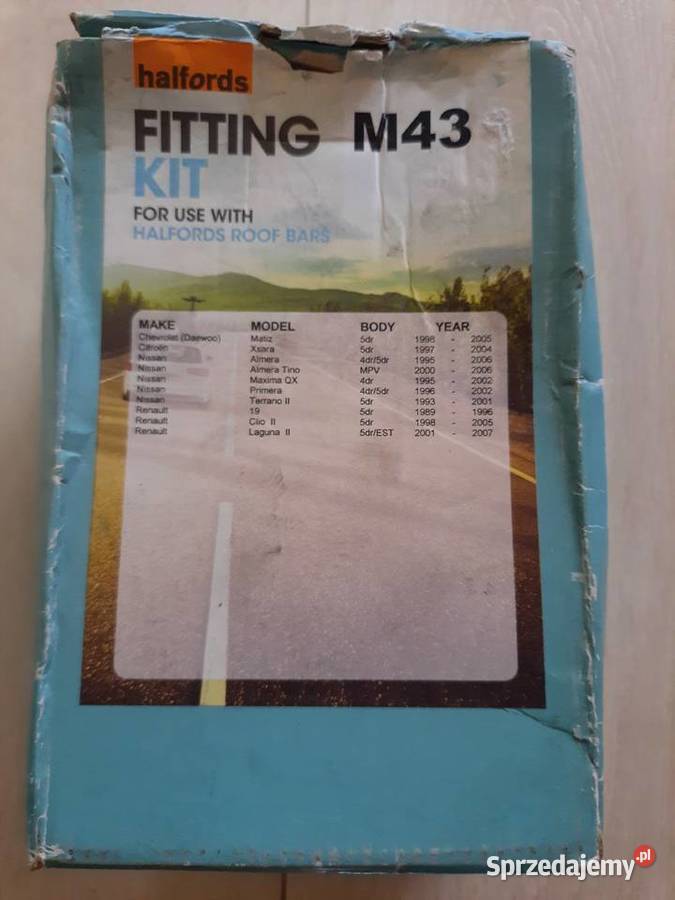 halfords
FITTING M43
KIT
FOR USE WITH
HALFORDS ROOF BARS
MAKE MODEL BODY YEAR
Chevrolet (Daewoo) Matiz 5dr 1998 - 2005
Citroën Xsara 5dr 1997 - 2004
Nissan Almera 4dr/5dr 1995 - 2006
Nissan Almera Tino MPV 2000 - 2006
Nissan Maxima QX 4dr 1995 - 2002
Nissan Primera 4dr/5dr 1996 - 2002
Nissan Terrano II 5dr 1993 - 2001
Renault 19 5dr 1989 - 1996
Renault Clio II 5dr 1998 - 2005
Renault Laguna II 5dr/EST 2001 - 2007
Sprzedajemy.pl